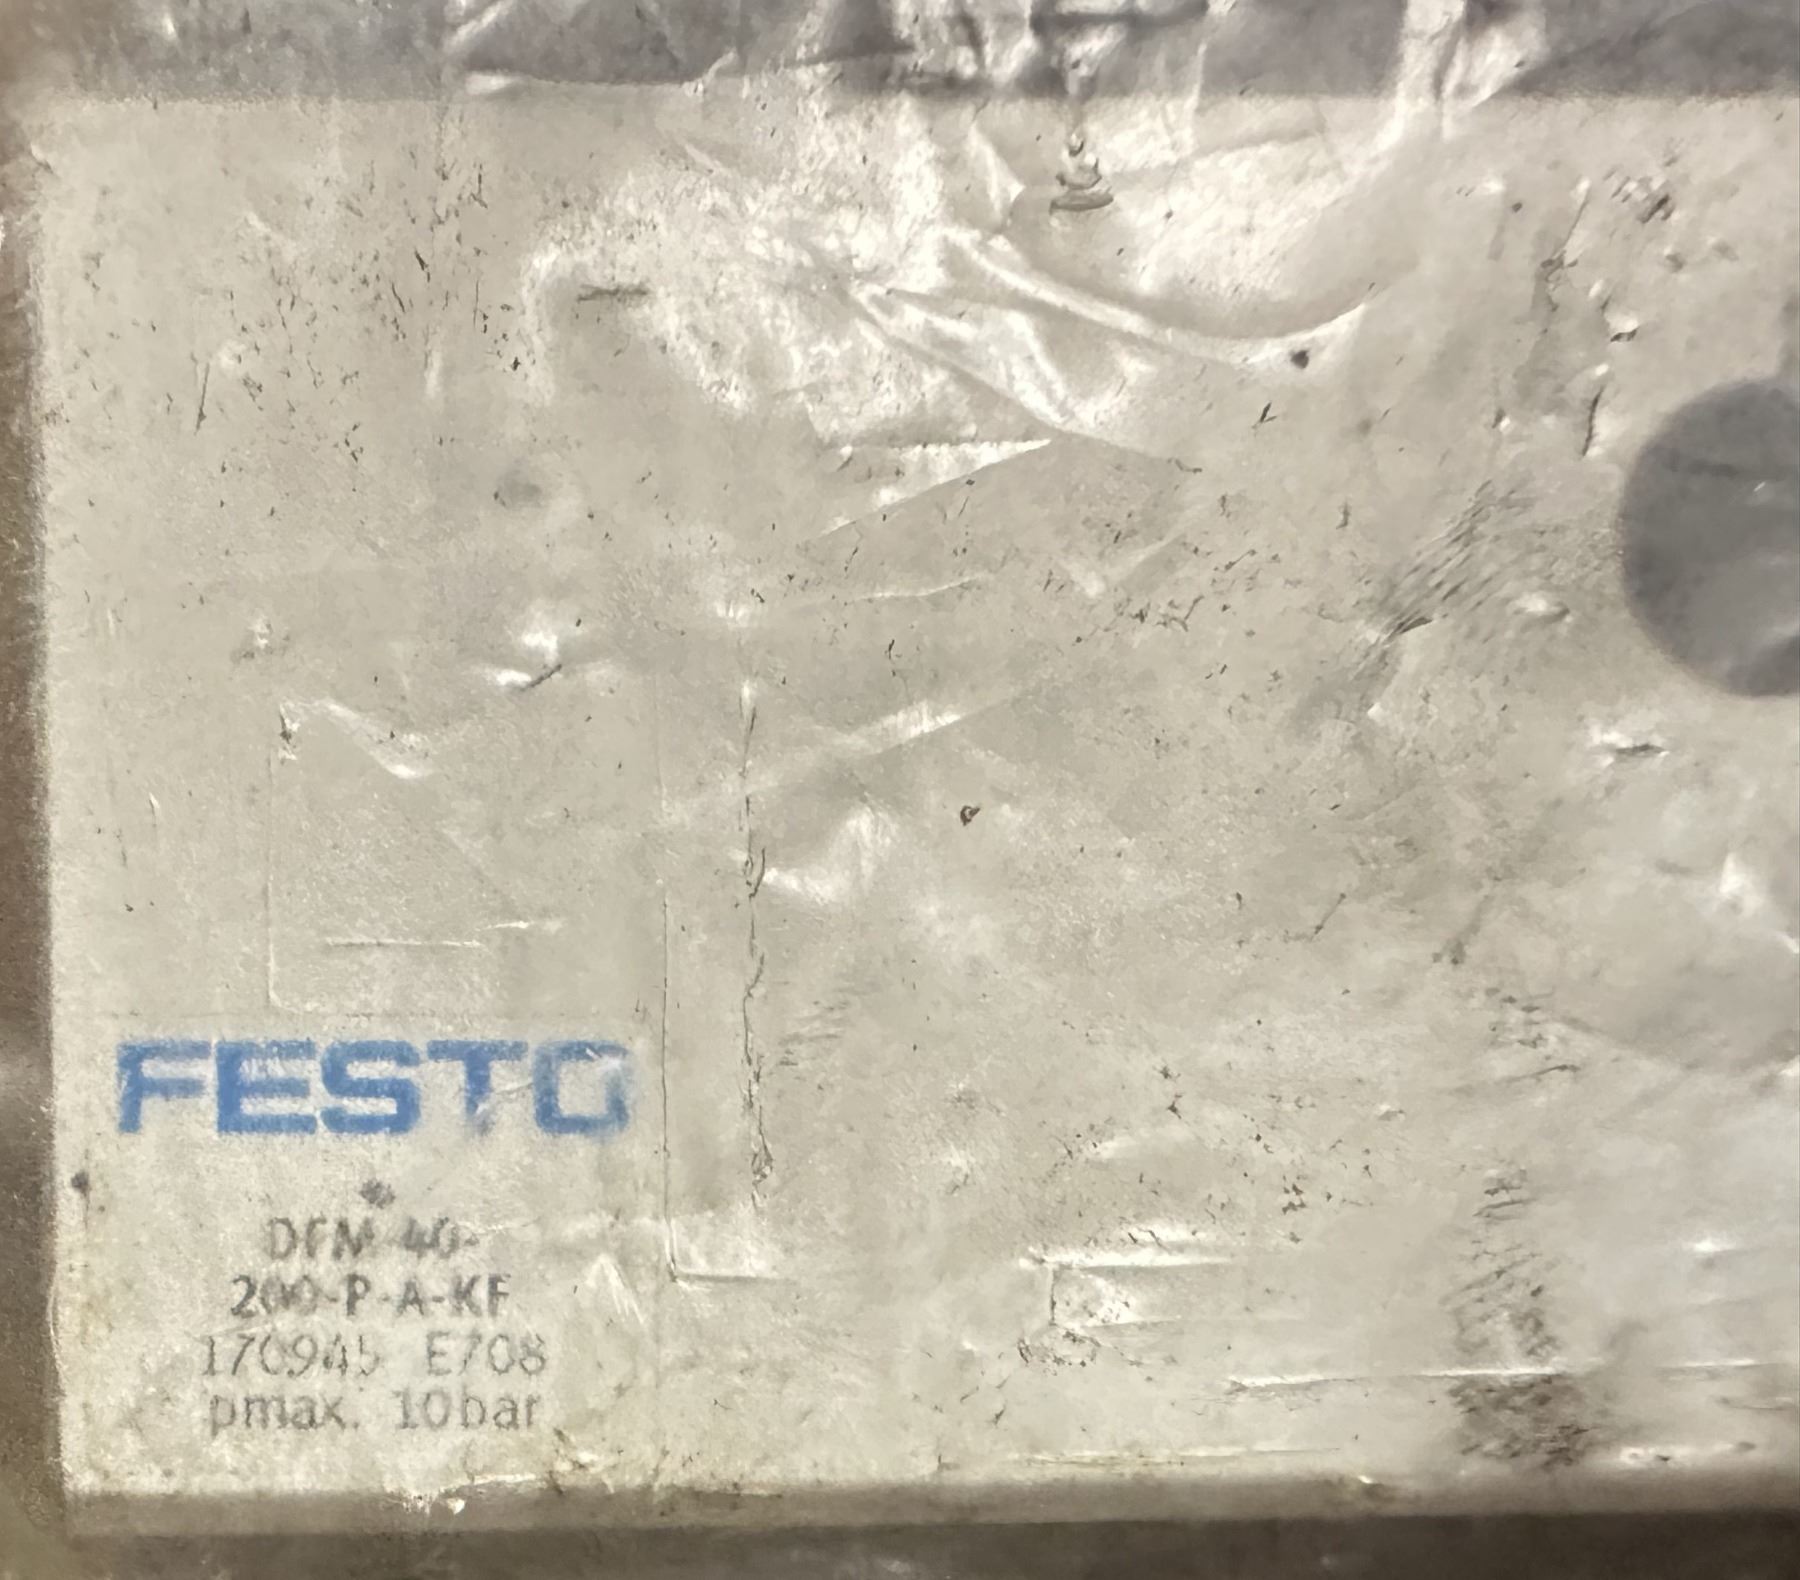 FESTO
DFM-40-
200-P-A-KF
170945 E708
pmax. 10bar